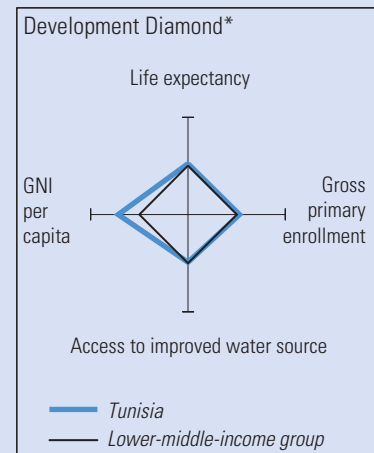 Development Diamond*
Life expectancy
GNI
per
capita
Gross
primary
enrollment
Access to improved water source
Tunisia
Lower-middle-income group